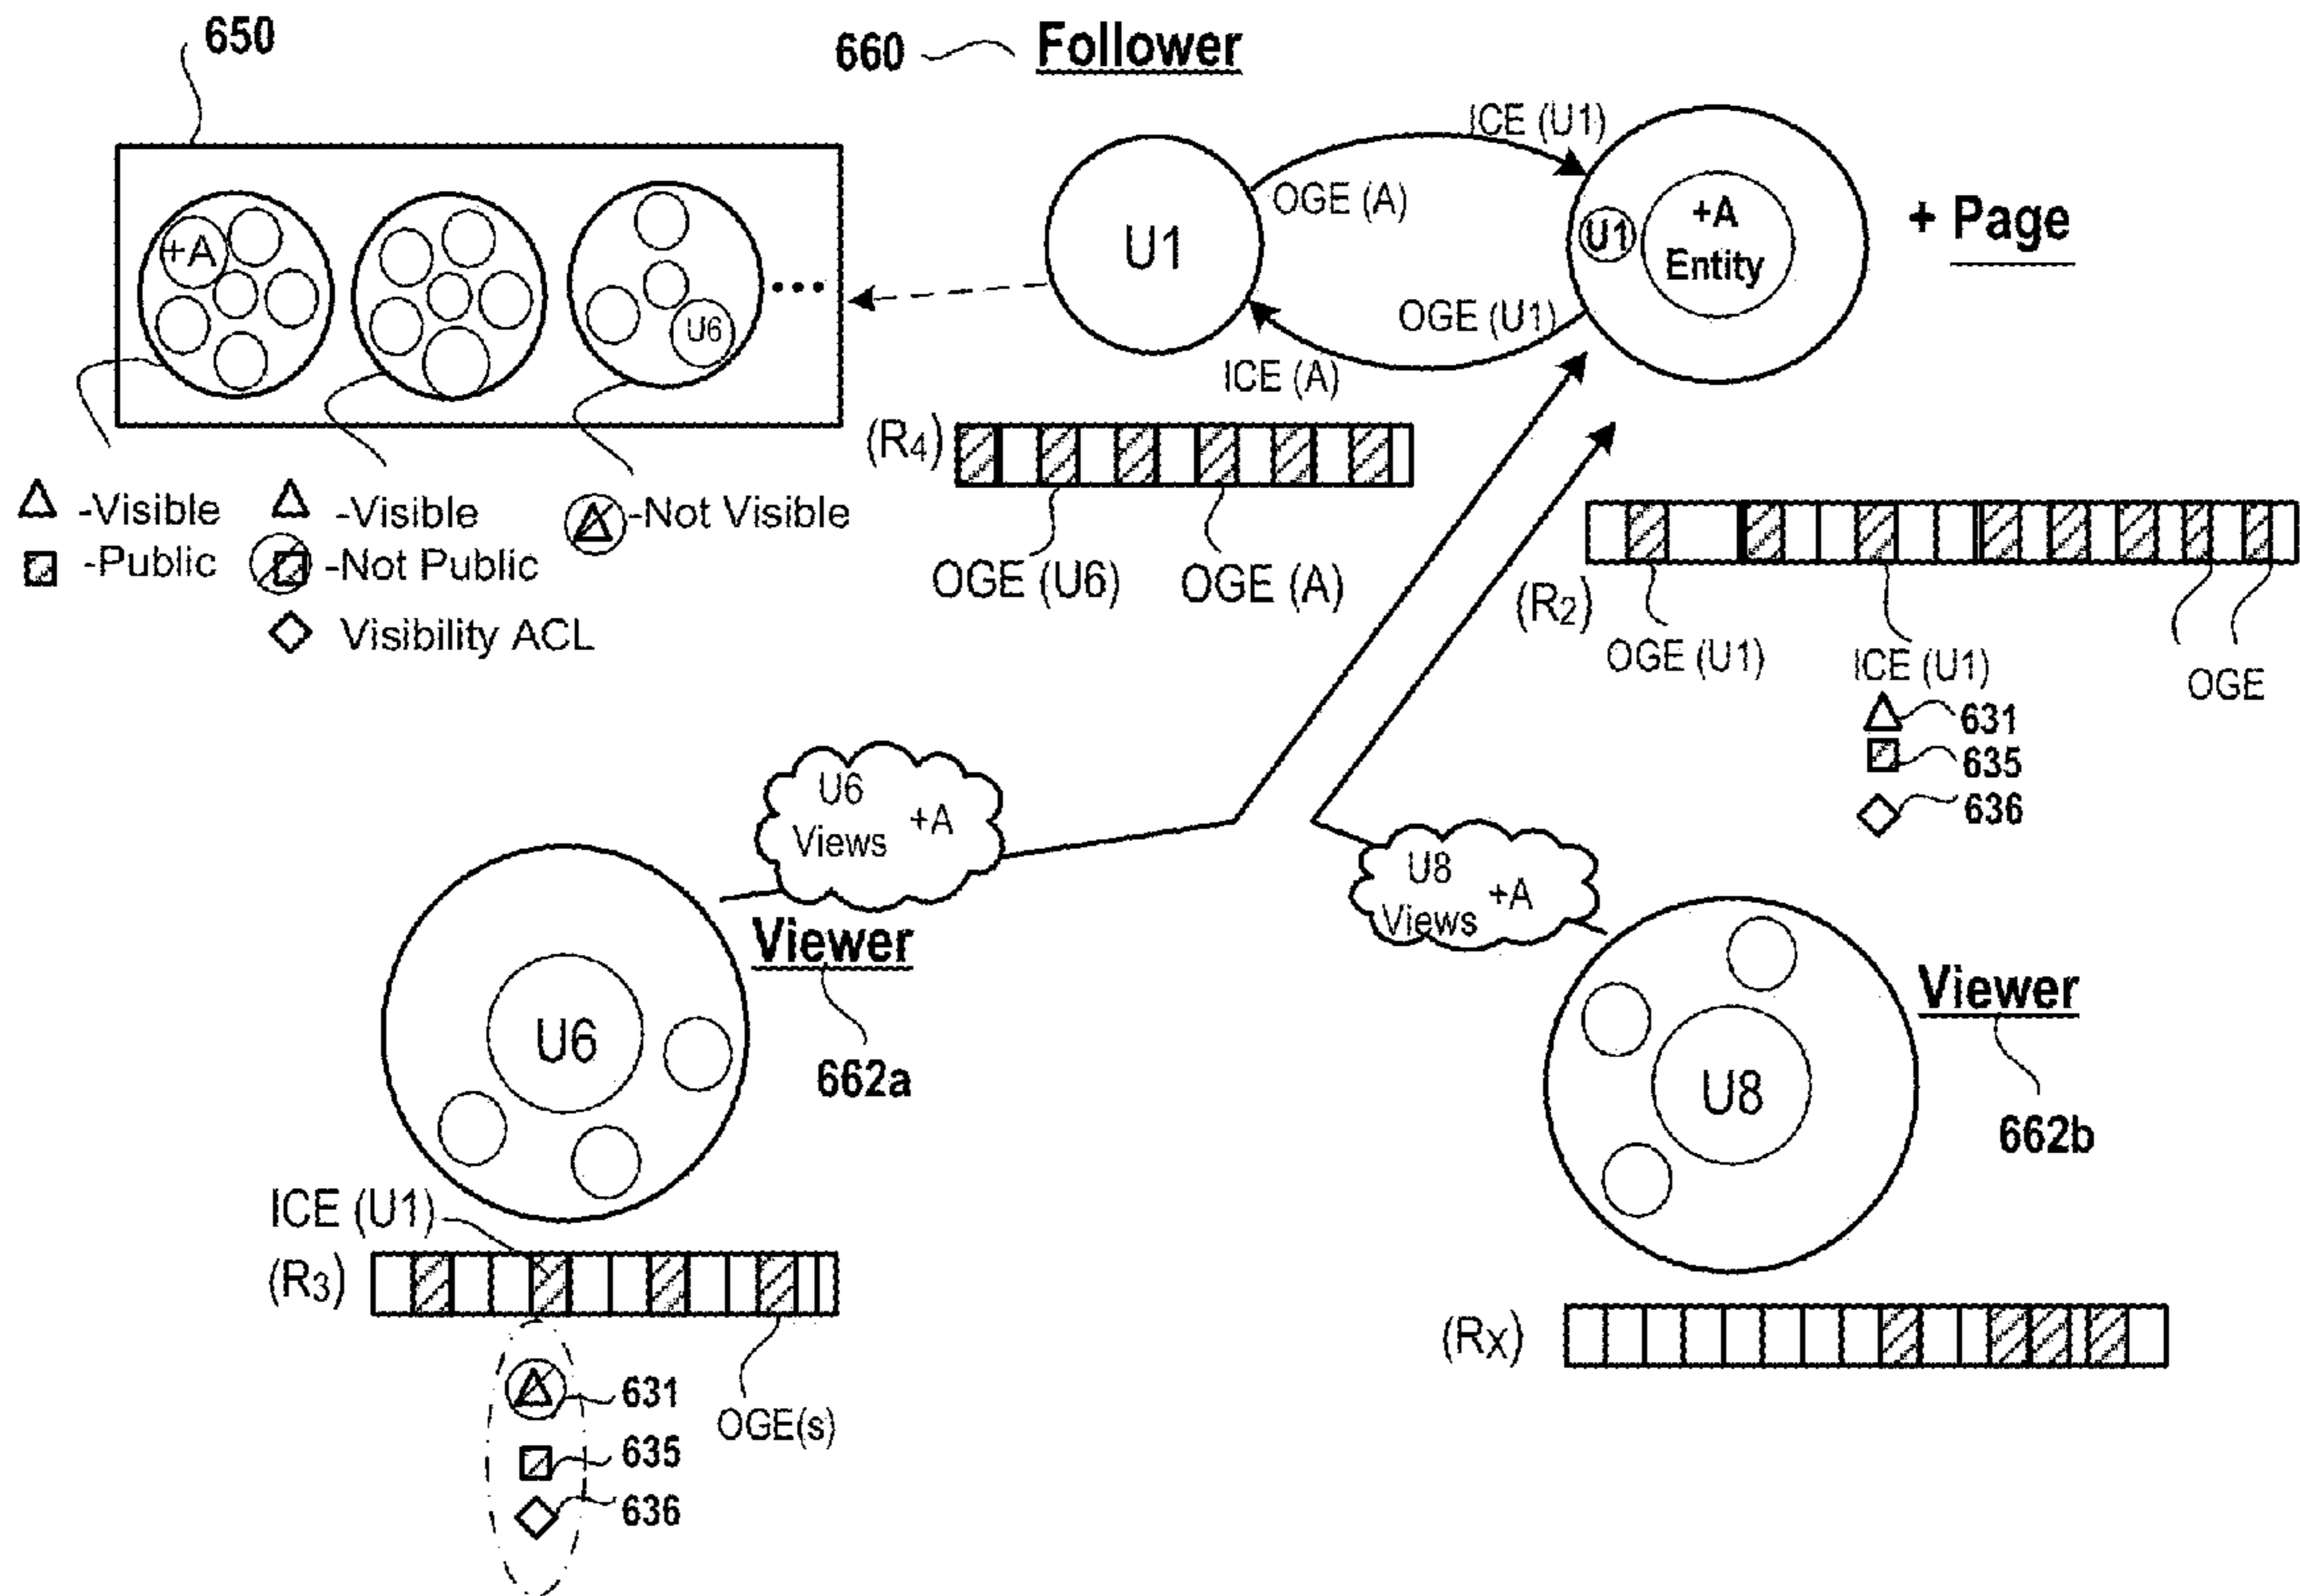 650
660
Follower
ICE (U1)
OGE (A)
U1
U1
+A
Entity
+ Page
OGE (U1)
ICE (A)
+A
U6
...
-Visible
-Public
-Visible
-Not Public
Visibility ACL
-Not Visible
(R4)
OGE (U6)
OGE (A)
(R2)
OGE (U1)
ICE (U1)
OGE
631
635
636
U6
Views
+A
U8
Views
+A
Viewer
662a
U6
Viewer
662b
U8
ICE (U1)
(R3)
OGE(s)
631
635
636
(RX)